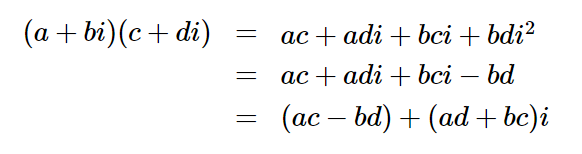 (a + bi)(c + di) = ac + adi + bci + bdi²
= ac + adi + bci − bd
= (ac − bd) + (ad + bc)i